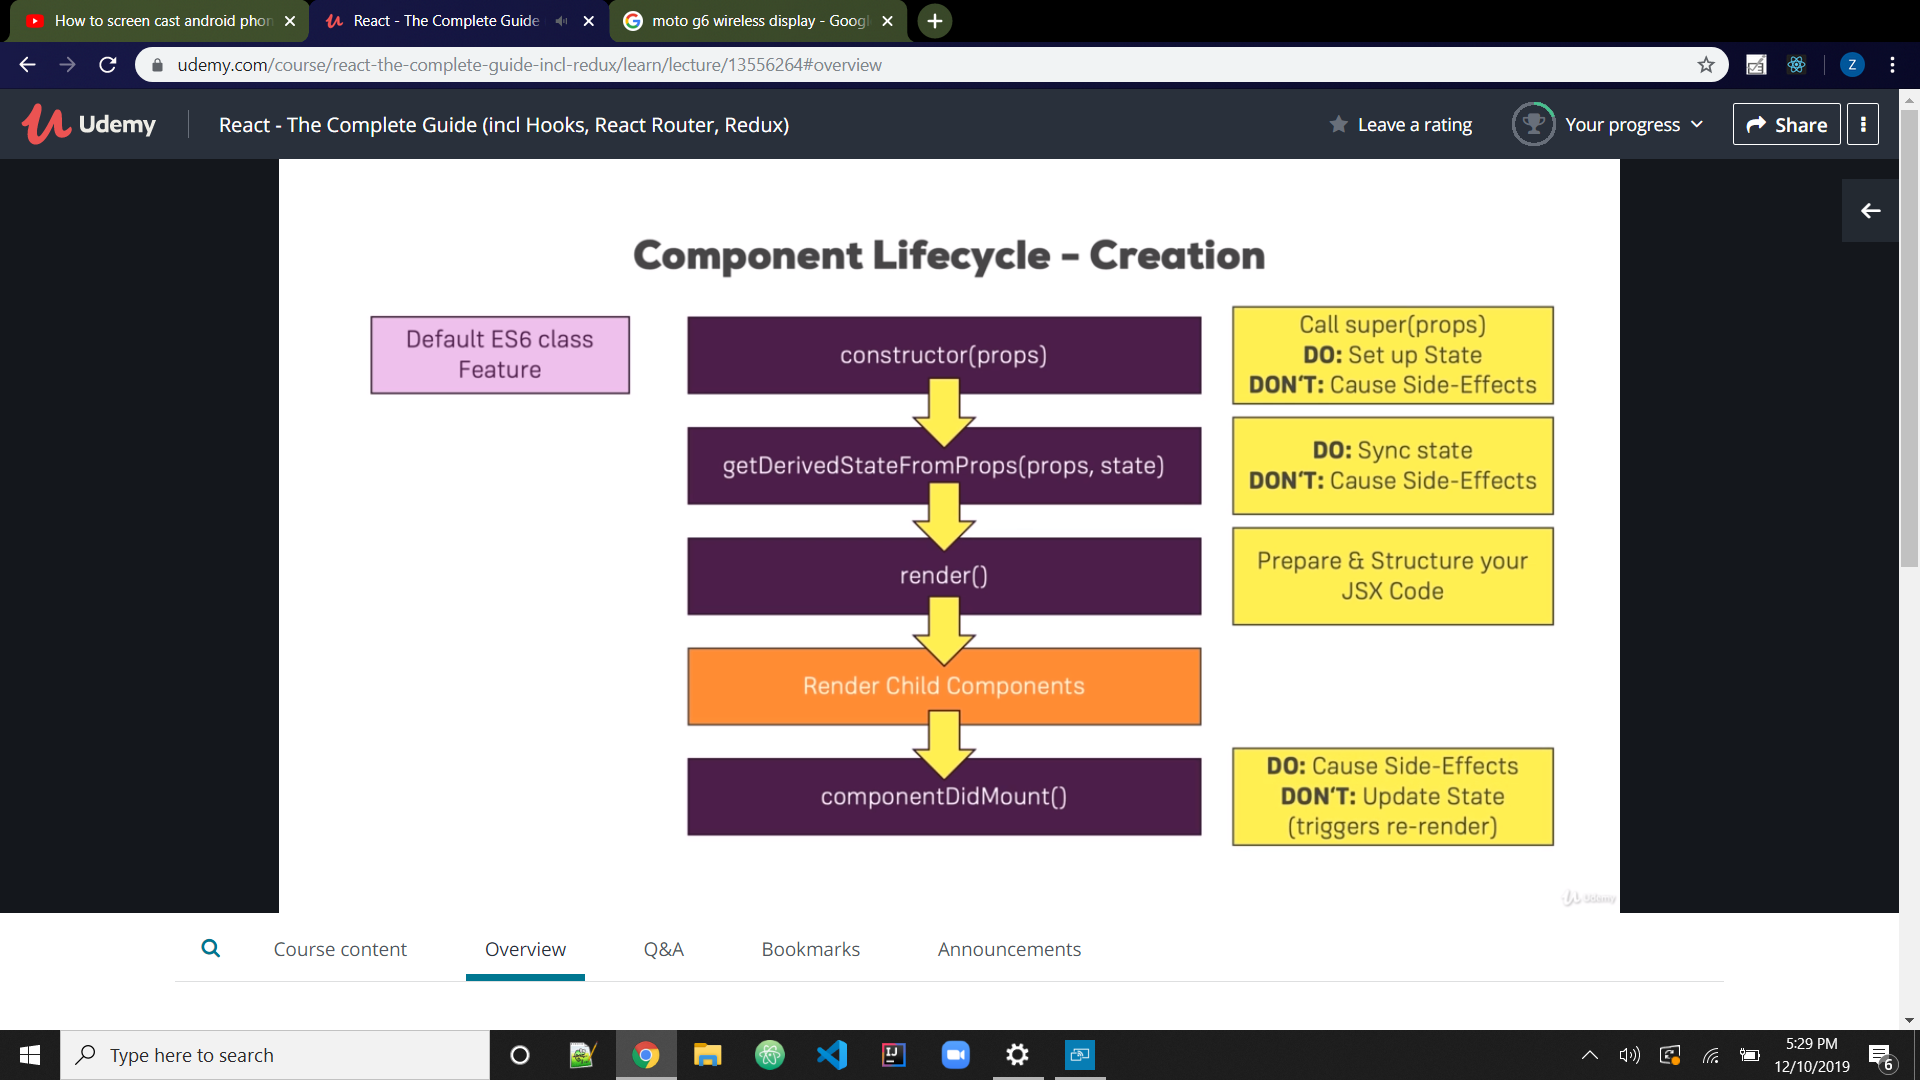 How to screen cast android phon
React - The Complete Guide
moto g6 wireless display - Googl
udemy.com/course/react-the-complete-guide-incl-redux/learn/lecture/13556264#overview
Z
Udemy
React - The Complete Guide (incl Hooks, React Router, Redux)
Leave a rating
Your progress
Share
Component Lifecycle - Creation
Default ES6 class
Feature
constructor(props)
Call super(props)
DO: Set up State
DON'T: Cause Side-Effects
getDerivedStateFromProps(props, state)
DO: Sync state
DON'T: Cause Side-Effects
render()
Prepare & Structure your
JSX Code
Render Child Components
componentDidMount()
DO: Cause Side-Effects
DON'T: Update State
(triggers re-render)
Udemy
Course content
Overview
Q&A
Bookmarks
Announcements
Type here to search
IJ
5:29 PM
12/10/2019
6